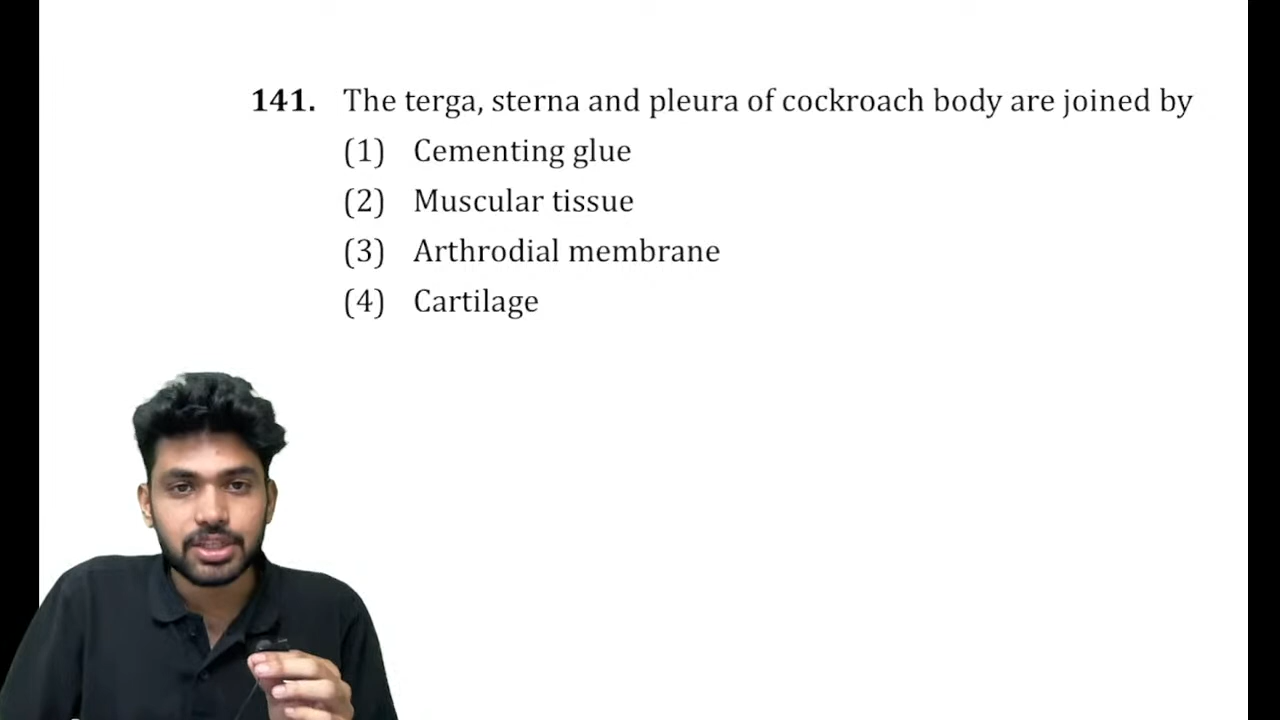 141. The terga, sterna and pleura of cockroach body are joined by
(1) Cementing glue
(2) Muscular tissue
(3) Arthrodial membrane
(4) Cartilage